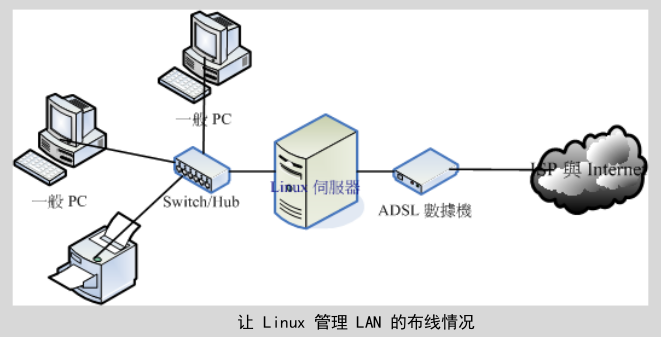 一般 PC
一般 PC
Switch/Hub
Linux 伺服器
ADSL 數據機
ISP 與 Internet
让 Linux 管理 LAN 的布线情况